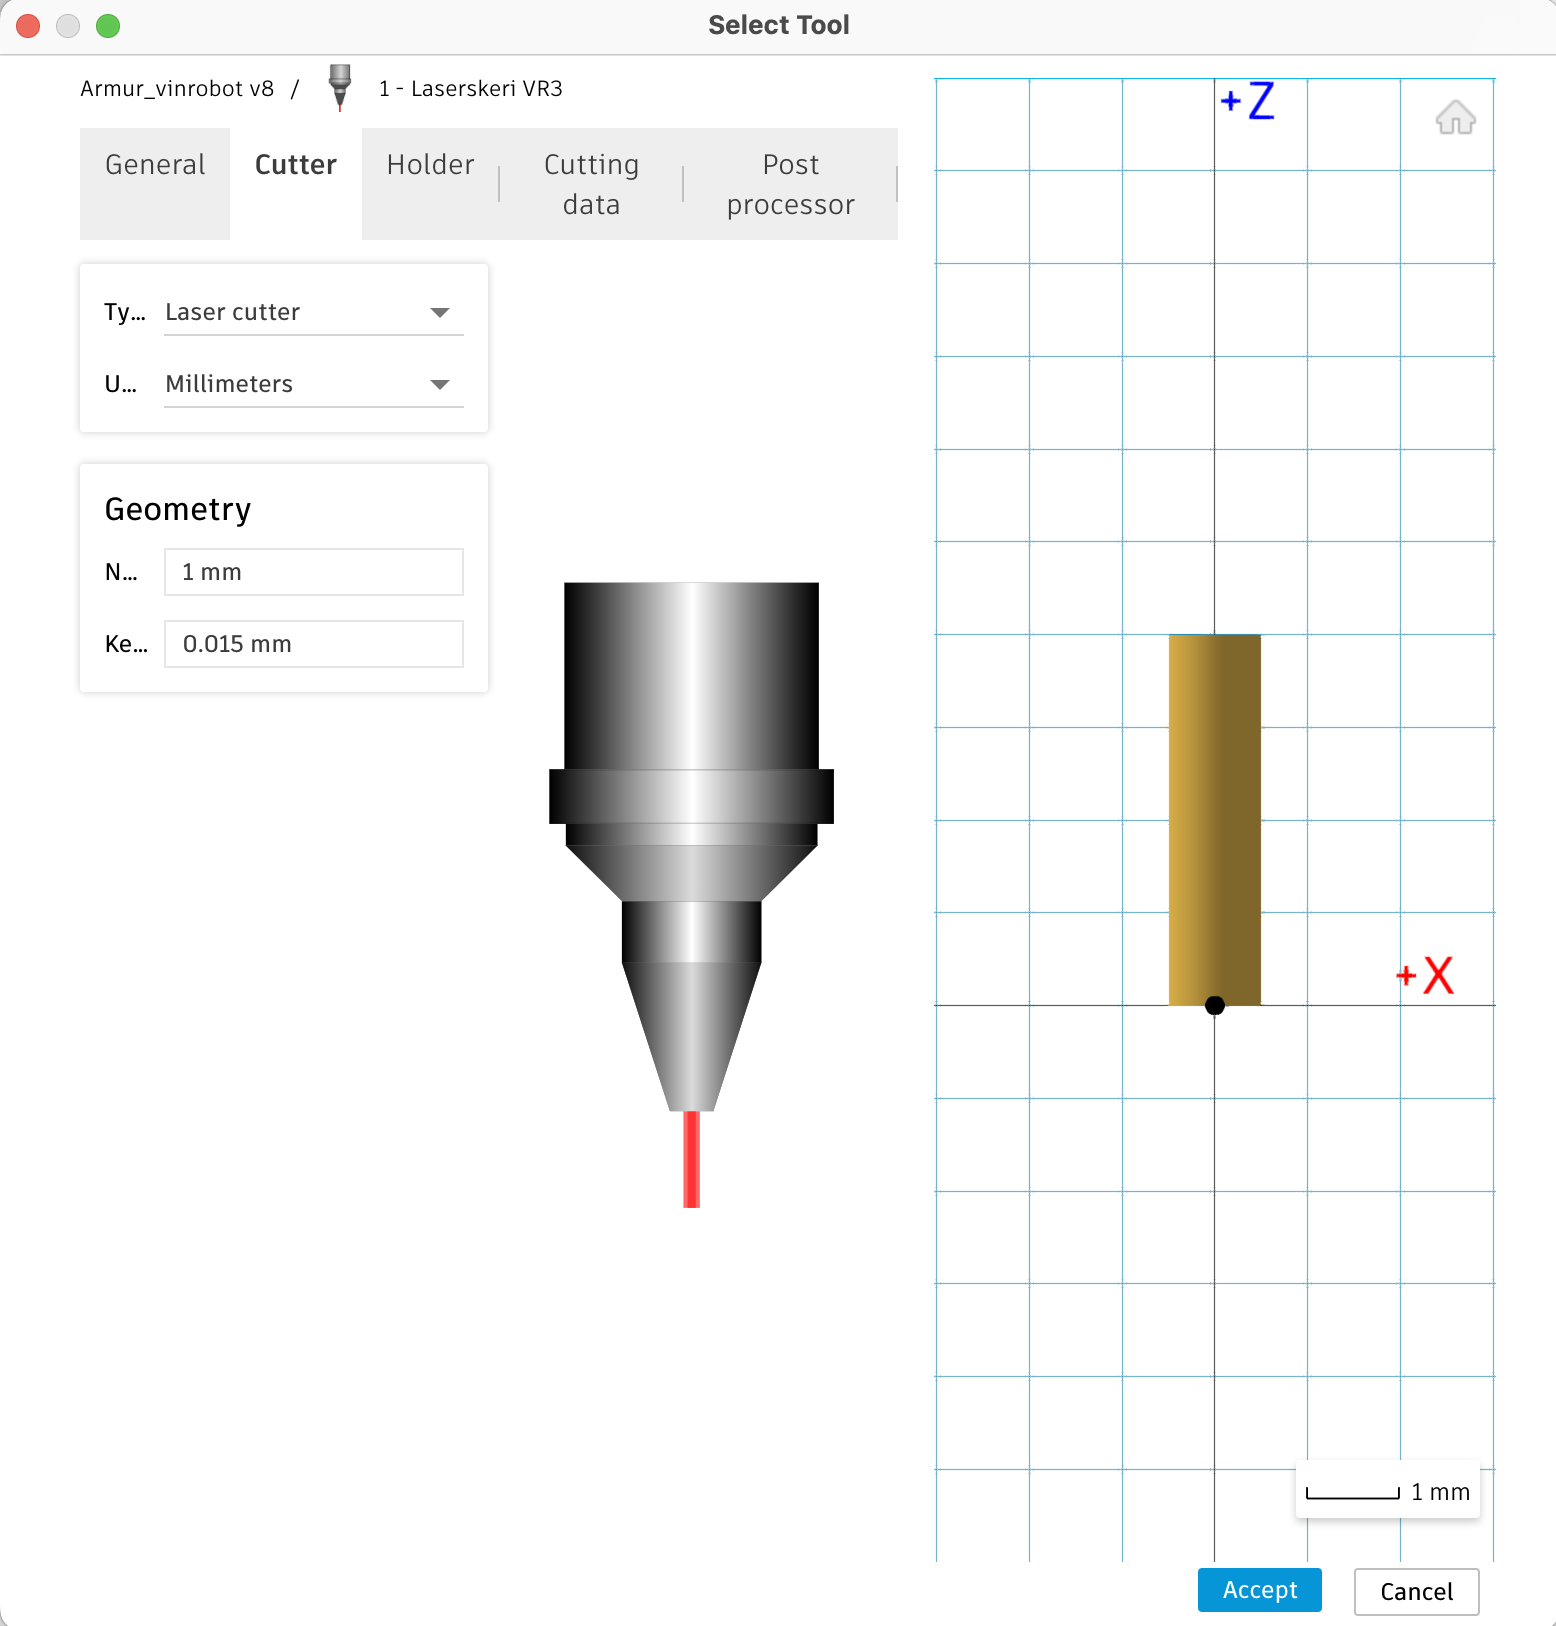 Select Tool
Armur_vinrobot v8 / 1 - Laserskeri VR3
General
Cutter
Holder
Cutting
data
Post
processor
Ty... Laser cutter
U... Millimeters
Geometry
N... 1 mm
Ke... 0.015 mm
+Z
+X
1 mm
Accept
Cancel